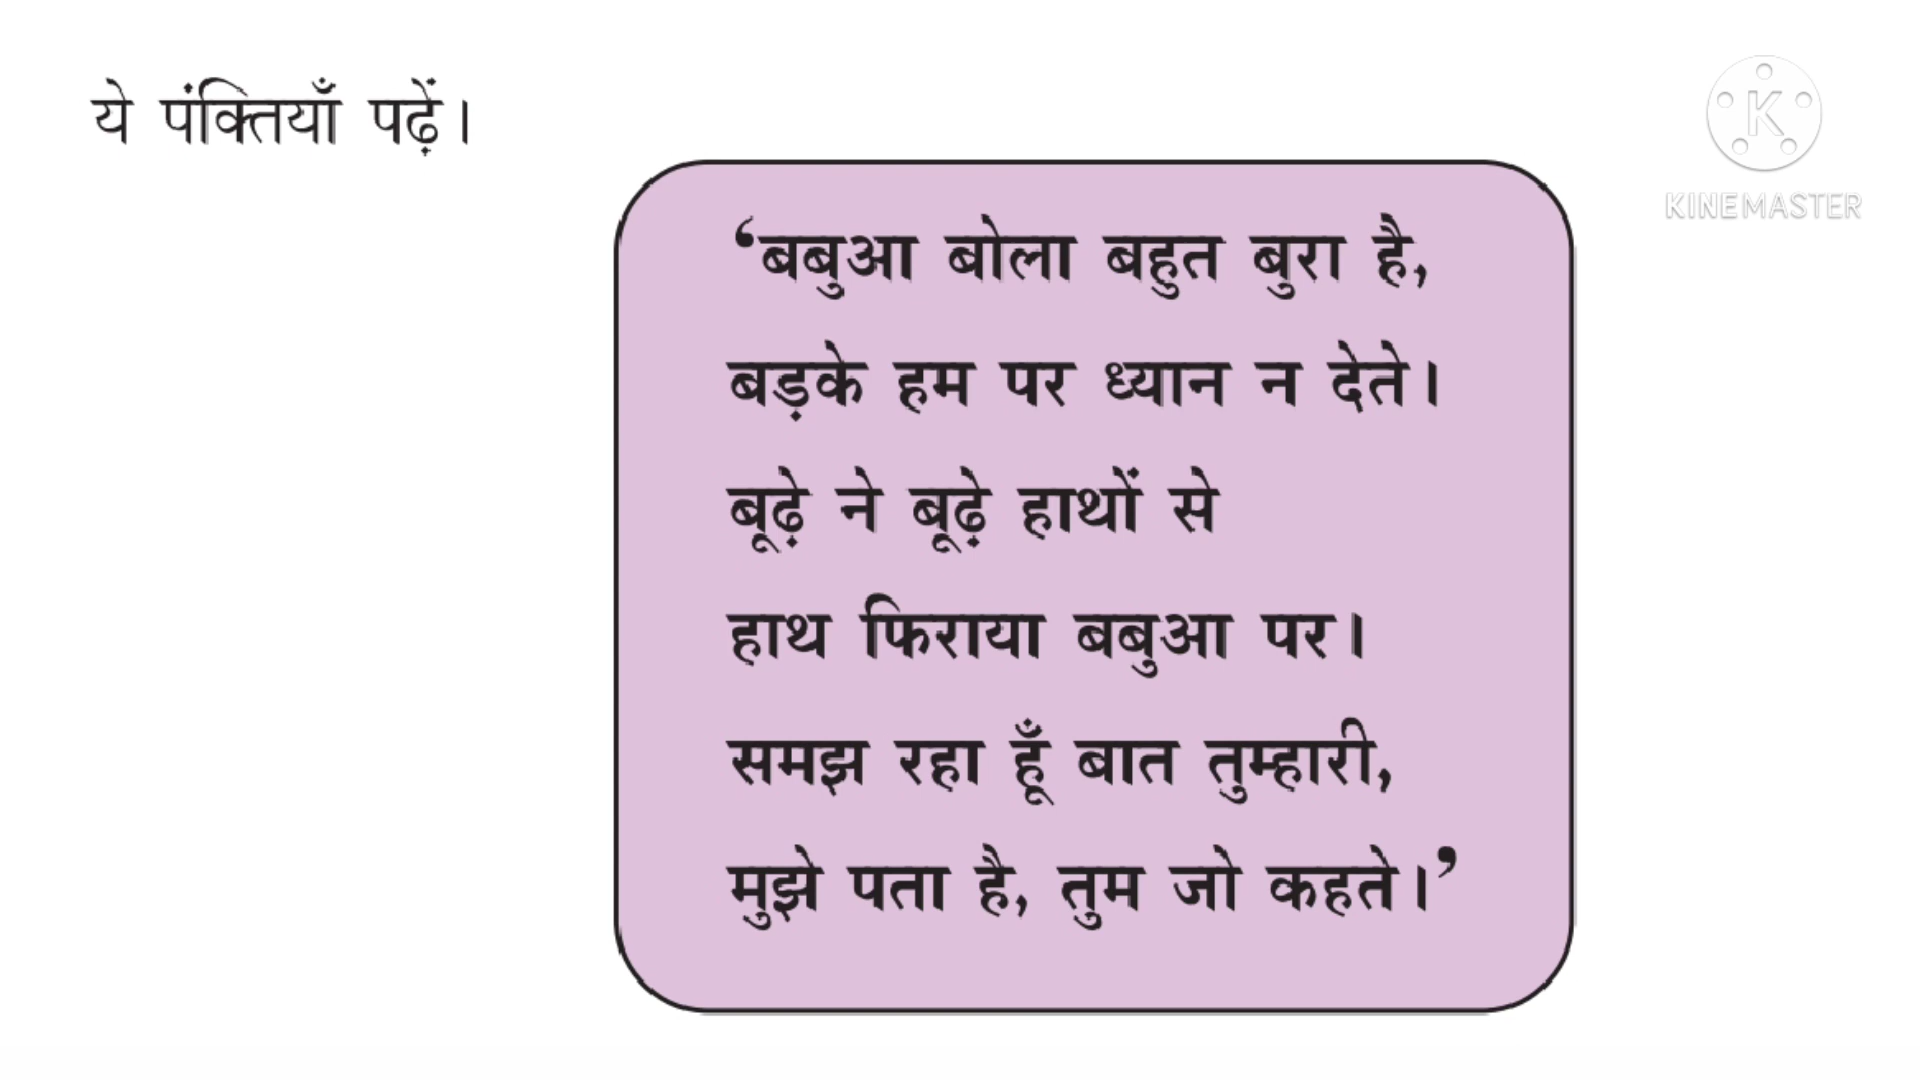 ये पंक्तियाँ पढ़ें।
KINEMASTER
‘बबुआ बोला बहुत बुरा है,
बड़के हम पर ध्यान न देते।
बूढ़े ने बूढ़े हाथों से
हाथ फिराया बबुआ पर।
समझ रहा हूँ बात तुम्हारी,
मुझे पता है, तुम जो कहते।’